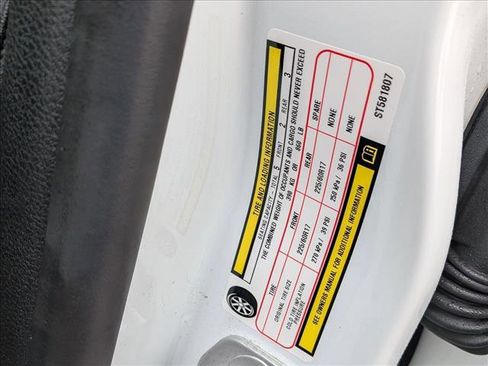 TIRE AND LOADING INFORMATION
SEATING CAPACITY - TOTAL 5 FRONT 2 REAR 3
THE COMBINED WEIGHT OF OCCUPANTS AND CARGO SHOULD NEVER EXCEED
390 KG OR 860 LB
TIRE FRONT REAR SPARE
ORIGINAL TIRE SIZE 225/60R17 225/60R17 NONE
COLD TIRE INFLATION PRESSURE 270 kPa / 39 PSI 250 kPa / 36 PSI NONE
SEE OWNERS MANUAL FOR ADDITIONAL INFORMATION
ST581807